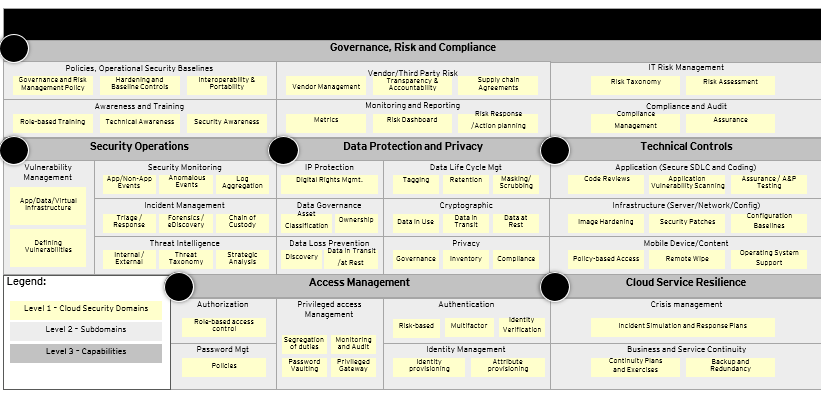 Governance, Risk and Compliance
Policies, Operational Security Baselines
Governance and Risk
Management Policy
Hardening and
Baseline Controls
Interoperability &
Portability
Vendor/Third Party Risk
Vendor Management
Transparency &
Accountability
Supply chain
Agreements
IT Risk Management
Risk Taxonomy
Risk Assessment
Awareness and Training
Role-based Training
Technical Awareness
Security Awareness
Monitoring and Reporting
Metrics
Risk Dashboard
Risk Response
/Action planning
Compliance and Audit
Compliance
Management
Assurance
Security Operations
Vulnerability
Management
App/Data/Virtual
Infrastructure
Defining
Vulnerabilities
Security Monitoring
App/Non-App
Events
Anomalous
Events
Log
Aggregation
Incident Management
Triage /
Response
Forensics /
eDiscovery
Chain of
Custody
Threat Intelligence
Internal /
External
Threat
Taxonomy
Strategic
Analysis
Data Protection and Privacy
IP Protection
Digital Rights Mgmt.
Data Life Cycle Mgt
Tagging
Retention
Masking/
Scrubbing
Data Governance
Asset
Classification
Ownership
Cryptographic
Data in Use
Data in
Transit
Data at
Rest
Data Loss Prevention
Discovery
Data in Transit
/at Rest
Privacy
Governance
Inventory
Compliance
Technical Controls
Application (Secure SDLC and Coding)
Code Reviews
Application
Vulnerability Scanning
Assurance / A&P
Testing
Infrastructure (Server/Network/Config)
Image Hardening
Security Patches
Configuration
Baselines
Mobile Device/Content
Policy-based Access
Remote Wipe
Operating System
Support
Legend:
Level 1 - Cloud Security Domains
Level 2 - Subdomains
Level 3 - Capabilities
Access Management
Authorization
Role-based access
control
Password Mgt
Policies
Privileged access
Management
Segregation
of duties
Monitoring
and Audit
Password
Vaulting
Privileged
Gateway
Authentication
Risk-based
Multifactor
Identity
Verification
Identity Management
Identity
provisioning
Attribute
provisioning
Cloud Service Resilience
Crisis management
Incident Simulation and Response Plans
Business and Service Continuity
Continuity Plans
and Exercises
Backup and
Redundancy